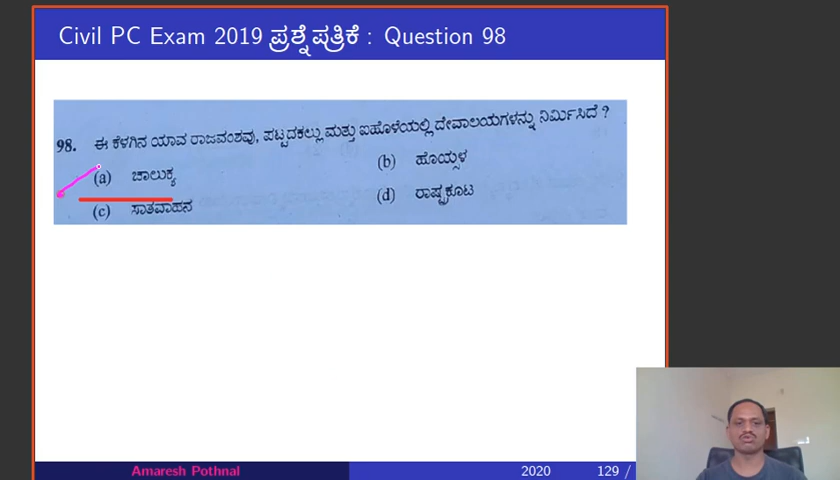 Civil PC Exam 2019 ಪ್ರಶ್ನೆ ಪತ್ರಿಕೆ : Question 98
98. ಈ ಕೆಳಗಿನ ಯಾವ ರಾಜವಂಶವು, ಪಟ್ಟದಕಲ್ಲು ಮತ್ತು ಐಹೊಳೆಯಲ್ಲಿ ದೇವಾಲಯಗಳನ್ನು ನಿರ್ಮಿಸಿದೆ ?
(a) ಚಾಲುಕ್ಯ (b) ಹೊಯ್ಸಳ
(c) ಸಾತವಾಹನ (d) ರಾಷ್ಟ್ರಕೂಟ
Amaresh Pothnal 2020 129 /